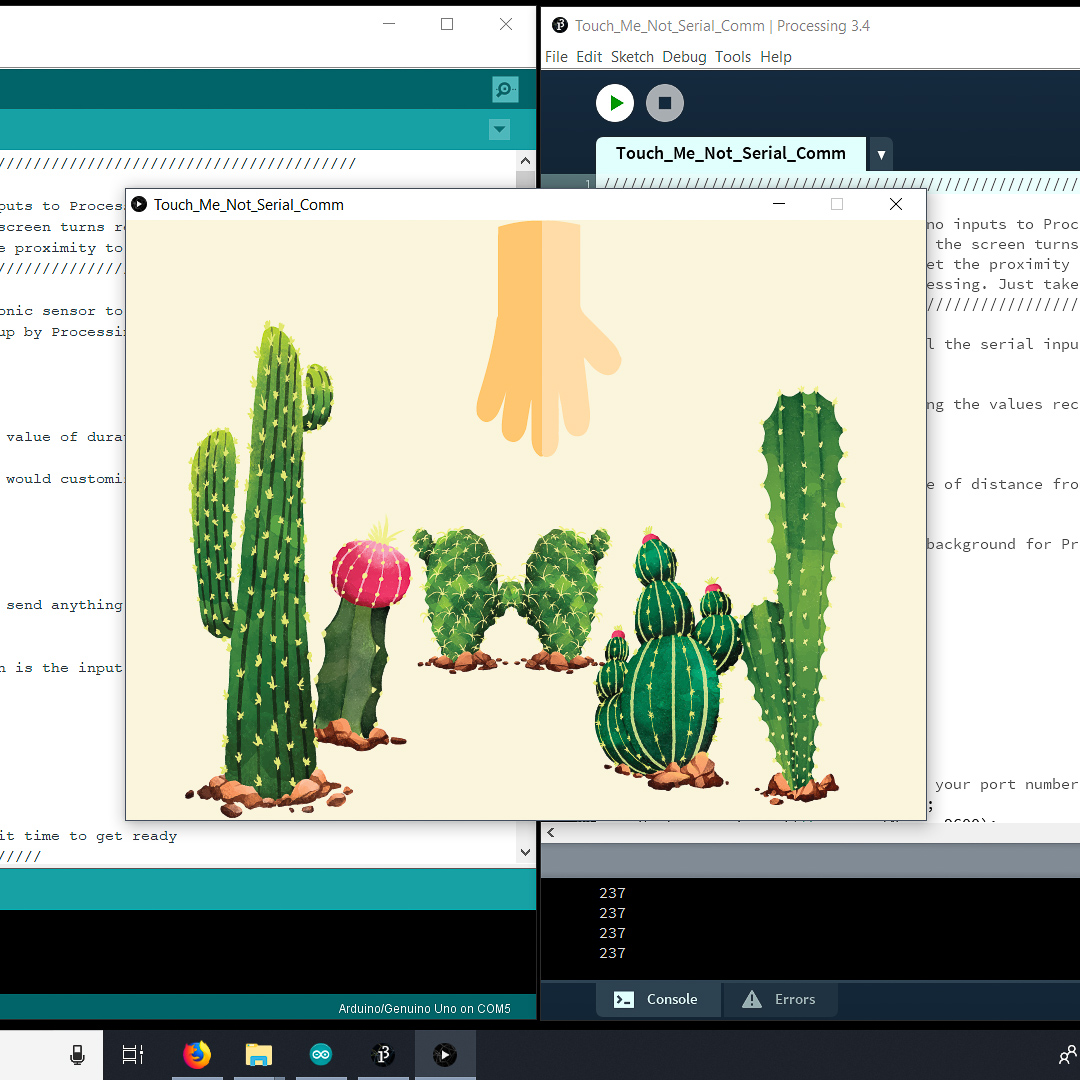 Touch_Me_Not_Serial_Comm | Processing 3.4
File Edit Sketch Debug Tools Help
Touch_Me_Not_Serial_Comm
////////////////////////////////////////
puts to Proces
screen turns r
e proximity to
//////////////
onic sensor to
up by Processi
value of dura
would customi
send anything
n is the input
it time to get ready
/////
Arduino/Genuino Uno on COM5
Touch_Me_Not_Serial_Comm
1
//////////////////////////////////////////////////////
no inputs to Proc
the screen turns
et the proximity
essing. Just take
/////////////////
l the serial inpu
ng the values rec
e of distance fro
background for Pr
your port number
;
9600);
237
237
237
237
Console
Errors